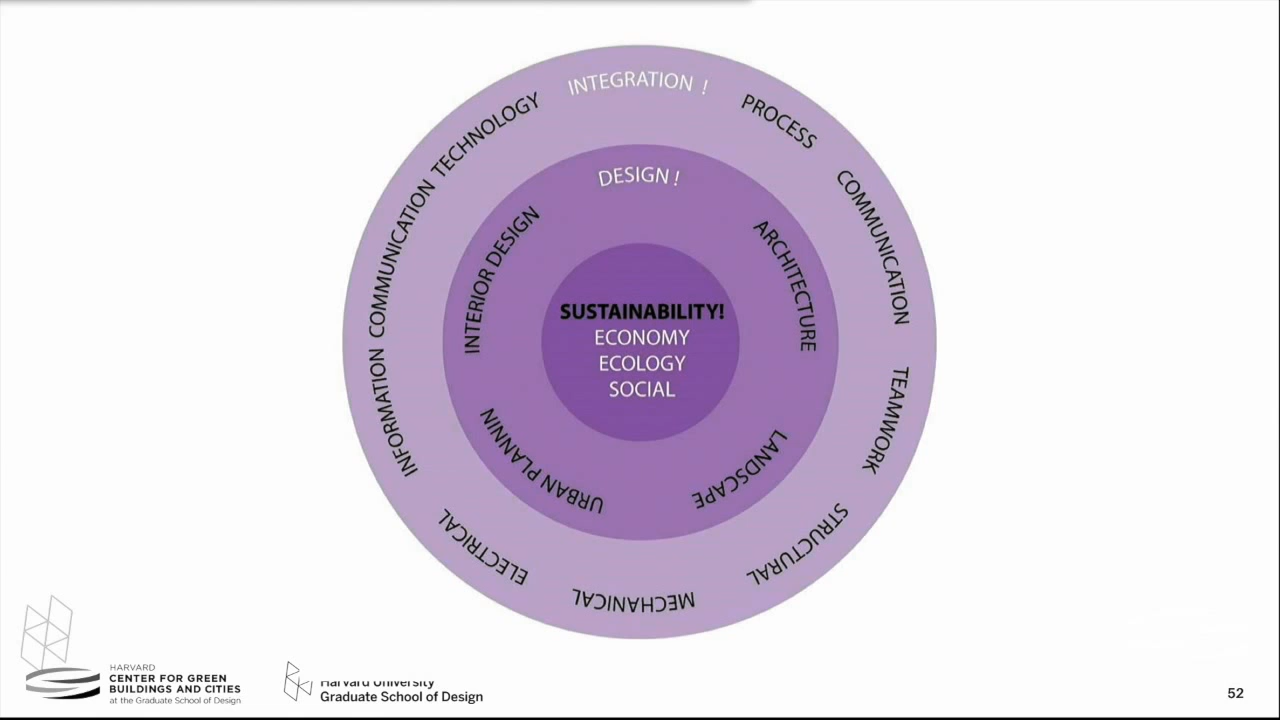 INTEGRATION !
PROCESS
COMMUNICATION
TEAMWORK
STRUCTURAL
MECHANICAL
ELECTRICAL
INFORMATION COMMUNICATION TECHNOLOGY
DESIGN !
ARCHITECTURE
LANDSCAPE
URBAN PLANNIN
INTERIOR DESIGN
SUSTAINABILITY!
ECONOMY
ECOLOGY
SOCIAL
HARVARD
CENTER FOR GREEN
BUILDINGS AND CITIES
at the Graduate School of Design
Harvard University
Graduate School of Design
52